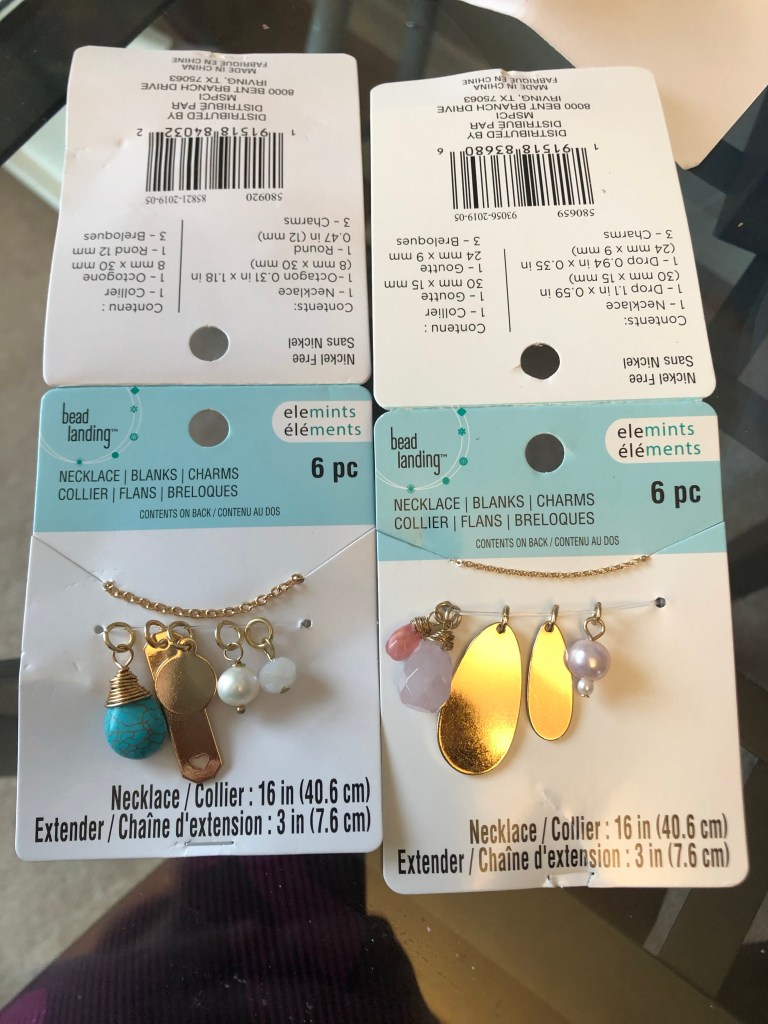 Nickel Free
Sans Nickel
Contents:
1 - Necklace
1-Octagon 0.31 in x 1.18 in
(8 mm x 30 mm)
1 - Round
0.47 in (12 mm)
3 - Charms
Contenu :
1 - Collier
1 - Octogone
8 mm x 30 mm
1 - Rond 12 mm
3 - Breloques
580920
85821-2019-05
1 91518 84032 2
DISTRIBUTED BY
DISTRIBUÉ PAR
MSPCI
8000 BENT BRANCH DRIVE
IRVING, TX 75063
MADE IN CHINA
FABRIQUÉ EN CHINE
bead
landing™
elemints
éléments
NECKLACE | BLANKS | CHARMS
COLLIER | FLANS | BRELOQUES
6 pc
CONTENTS ON BACK / CONTENU AU DOS
Necklace / Collier : 16 in (40.6 cm)
Extender / Chaîne d'extension : 3 in (7.6 cm)
Nickel Free
Sans Nickel
Contents:
1 - Necklace
1 - Drop 1.1 in x 0.59 in
(30 mm x 15 mm)
1 - Drop 0.94 in x 0.35 in
(24 mm x 9 mm)
3 - Charms
Contenu :
1 - Collier
1 - Goutte
30 mm x 15 mm
1 - Goutte
24 mm x 9 mm
3 - Breloques
580659
93056-2019-05
1 91518 83680 6
DISTRIBUTED BY
DISTRIBUÉ PAR
MSPCI
8000 BENT BRANCH DRIVE
IRVING, TX 75063
MADE IN CHINA
FABRIQUÉ EN CHINE
bead
landing™
elemints
éléments
NECKLACE | BLANKS | CHARMS
COLLIER | FLANS | BRELOQUES
6 pc
CONTENTS ON BACK / CONTENU AU DOS
Necklace / Collier : 16 in (40.6 cm)
Extender / Chaîne d'extension : 3 in (7.6 cm)